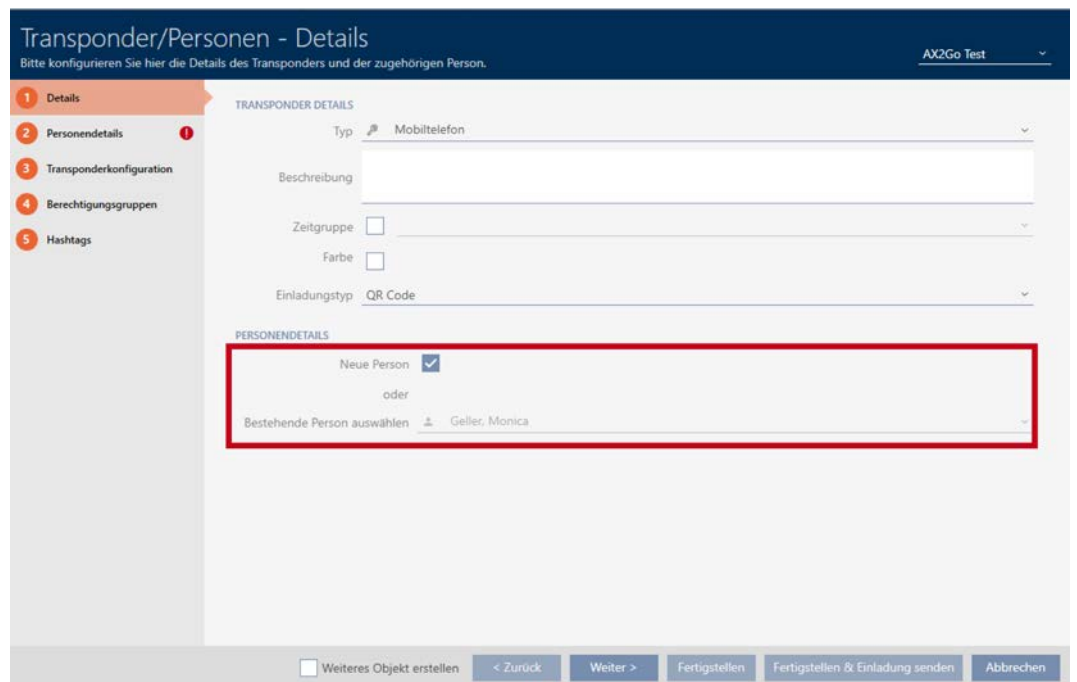 Transponder/Personen - Details
Bitte konfigurieren Sie hier die Details des Transponders und der zugehörigen Person.
AX2Go Test
1 Details
2 Personendetails
3 Transponderkonfiguration
4 Berechtigungsgruppen
5 Hashtags
TRANSPONDER DETAILS
Typ Mobiltelefon
Beschreibung
Zeitgruppe
Farbe
Einladungstyp QR Code
PERSONENDETAILS
Neue Person
oder
Bestehende Person auswählen Geller, Monica
Weiteres Objekt erstellen < Zurück Weiter > Fertigstellen Fertigstellen & Einladung senden Abbrechen